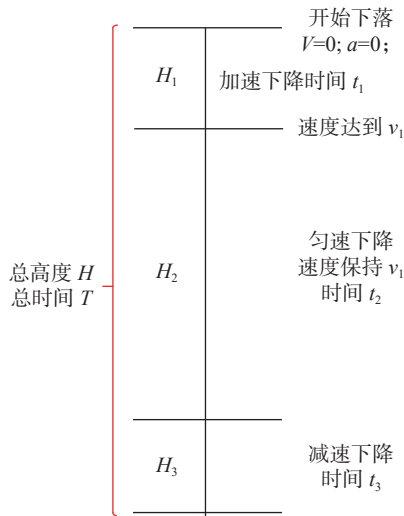 开始下落
V=0; a=0;
H₁
加速下降时间 t₁
速度达到 v₁
总高度 H
总时间 T
H₂
匀速下降
速度保持 v₁
时间 t₂
H₃
减速下降
时间 t₃